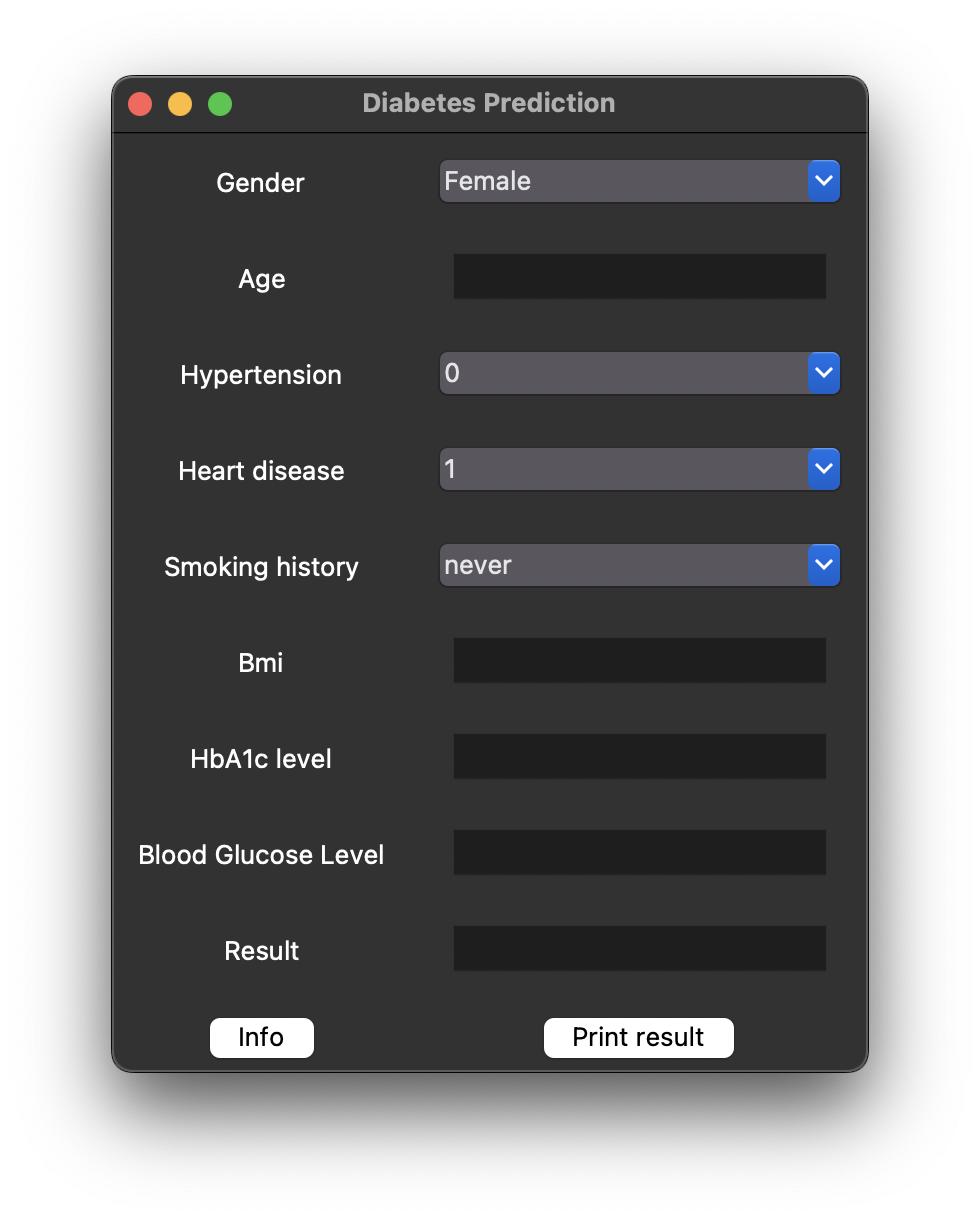 Diabetes Prediction
Gender Female
Age
Hypertension 0
Heart disease 1
Smoking history never
Bmi
HbA1c level
Blood Glucose Level
Result
Info Print result